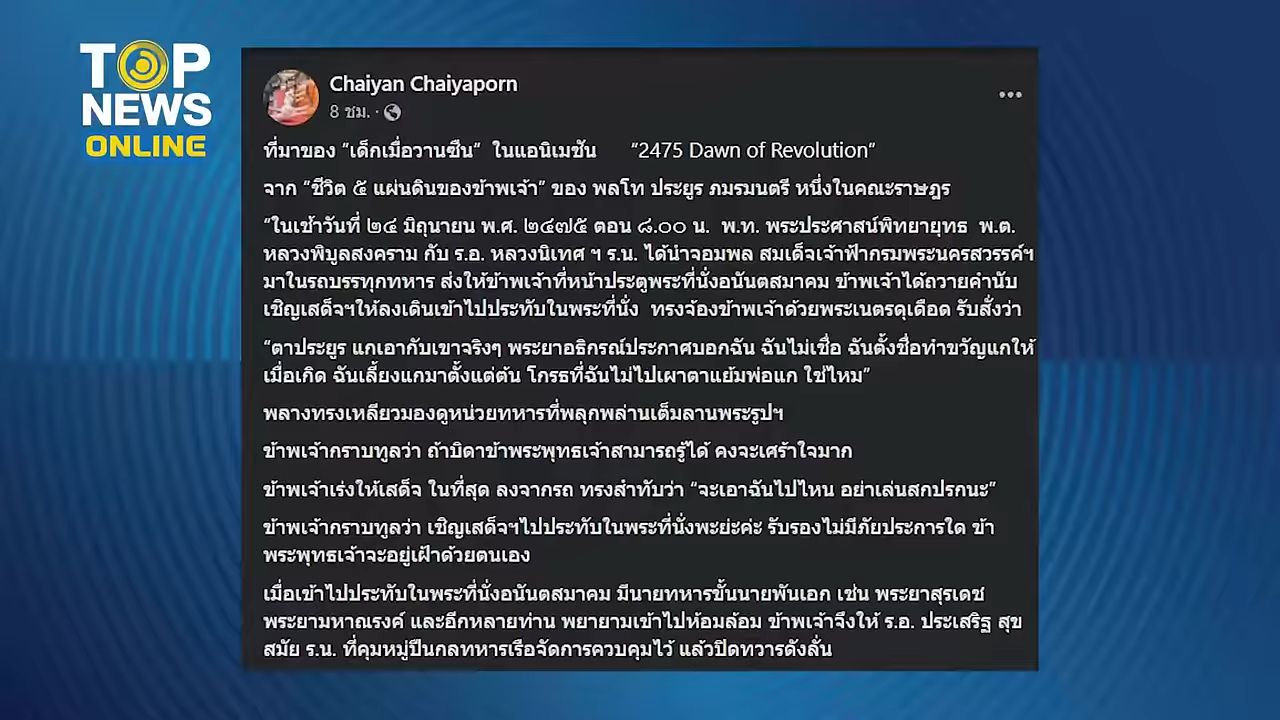 TOP
NEWS
ONLINE
Chaiyan Chaiyaporn
8 ชม. ·
ที่มาของ “เด็กเมื่อวานซืน” ในแอนิเมชัน “2475 Dawn of Revolution”
จาก “ชีวิต ๕ แผ่นดินของข้าพเจ้า” ของ พลโท ประยูร ภมรมนตรี หนึ่งในคณะราษฎร
“ในเช้าวันที่ ๒๔ มิถุนายน พ.ศ. ๒๔๗๕ ตอน ๘.๐๐ น. พ.ท. พระประศาสน์พิทยายุทธ พ.ต.
หลวงพิบูลสงคราม กับ ร.อ. หลวงนิเทศ ฯ ร.น. ได้นำจอมพล สมเด็จเจ้าฟ้ากรมพระนครสวรรค์ฯ
มาในรถบรรทุกทหาร ส่งให้ข้าพเจ้าที่หน้าประตูพระที่นั่งอนันตสมาคม ข้าพเจ้าได้ถวายคำนับ
เชิญเสด็จฯให้ลงเดินเข้าไปประทับในพระที่นั่ง ทรงจ้องข้าพเจ้าด้วยพระเนตรดุเดือด รับสั่งว่า
“ตาประยูร แกเอากับเขาจริงๆ พระยาอธิกรณ์ประกาศบอกฉัน ฉันไม่เชื่อ ฉันตั้งชื่อทำขวัญแกให้
เมื่อเกิด ฉันเลี้ยงแกมาตั้งแต่ต้น โกรธที่ฉันไม่ไปเผาตาแย้มพ่อแก ใช่ไหม”
พลางทรงเหลียวมองดูหน่วยทหารที่พลุกพล่านเต็มลานพระรูปฯ
ข้าพเจ้ากราบทูลว่า ถ้าบิดาข้าพระพุทธเจ้าสามารถรู้ได้ คงจะเศร้าใจมาก
ข้าพเจ้าเร่งให้เสด็จ ในที่สุด ลงจากรถ ทรงสำทับว่า “จะเอาฉันไปไหน อย่าเล่นสกปรกนะ”
ข้าพเจ้ากราบทูลว่า เชิญเสด็จฯไปประทับในพระที่นั่งพะย่ะค่ะ รับรองไม่มีภัยประการใด ข้า
พระพุทธเจ้าจะอยู่เฝ้าด้วยตนเอง
เมื่อเข้าไปประทับในพระที่นั่งอนันตสมาคม มีนายทหารชั้นนายพันเอก เช่น พระยาสุรเดช
พระยามหาณรงค์ และอีกหลายท่าน พยายามเข้าไปห้อมล้อม ข้าพเจ้าจึงให้ ร.อ. ประเสริฐ สุข
สมัย ร.น. ที่คุมหมู่ปืนกลทหารเรือจัดการควบคุมไว้ แล้วปิดทวารดังลั่น